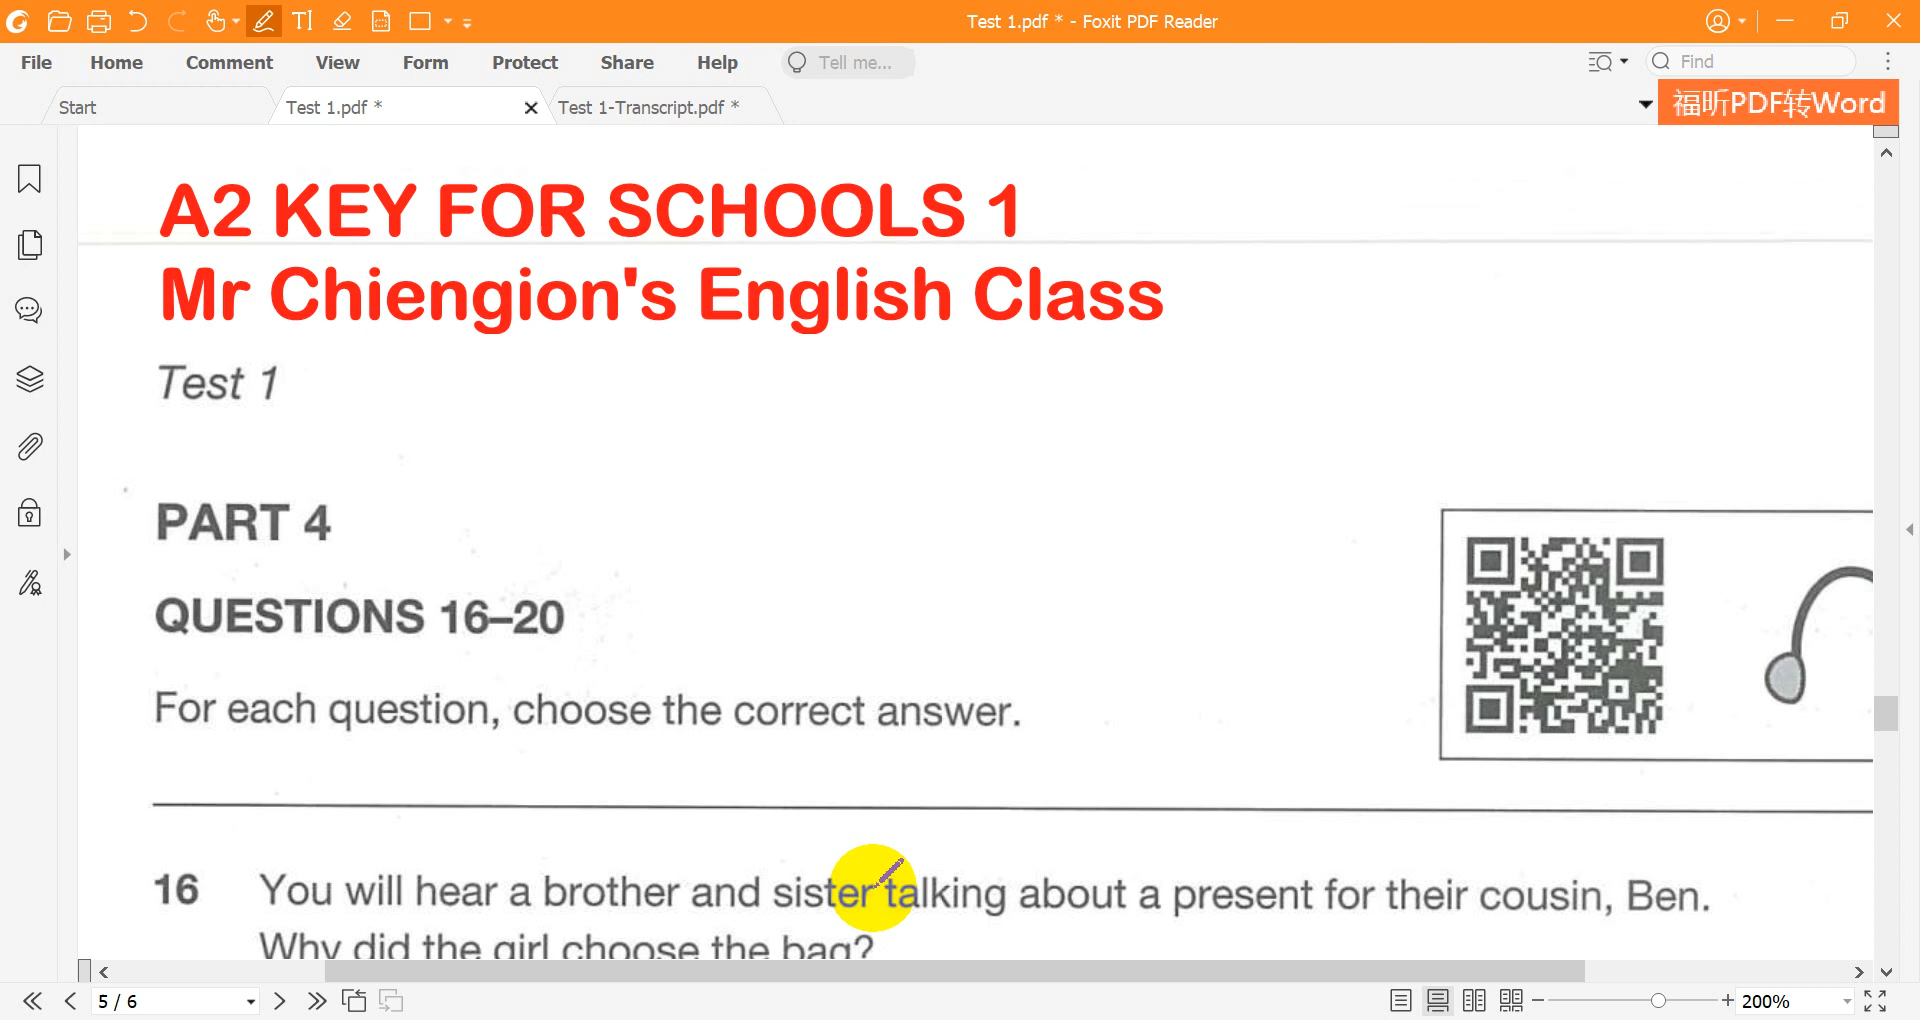 Test 1.pdf * - Foxit PDF Reader
File Home Comment View Form Protect Share Help Tell me... Find
Start Test 1.pdf * Test 1-Transcript.pdf * 福昕PDF转Word
A2 KEY FOR SCHOOLS 1
Mr Chiengion's English Class
Test 1
PART 4
QUESTIONS 16–20
For each question, choose the correct answer.
16 You will hear a brother and sister talking about a present for their cousin, Ben.
Why did the girl choose the bag?
5 / 6 200%